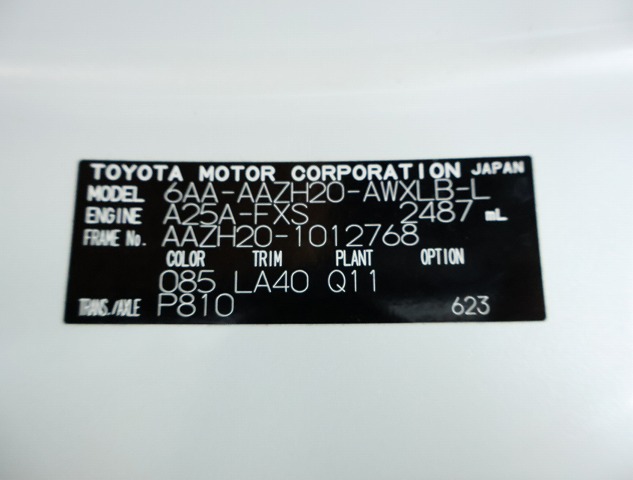 TOYOTA MOTOR CORPORATION JAPAN
MODEL 6AA-AAZH20-AWXLB-L
ENGINE A25A-FXS 2487 mL
FRAME No. AAZH20-1012768
COLOR TRIM PLANT OPTION
085 LA40 Q11
TRANS./AXLE P810 623